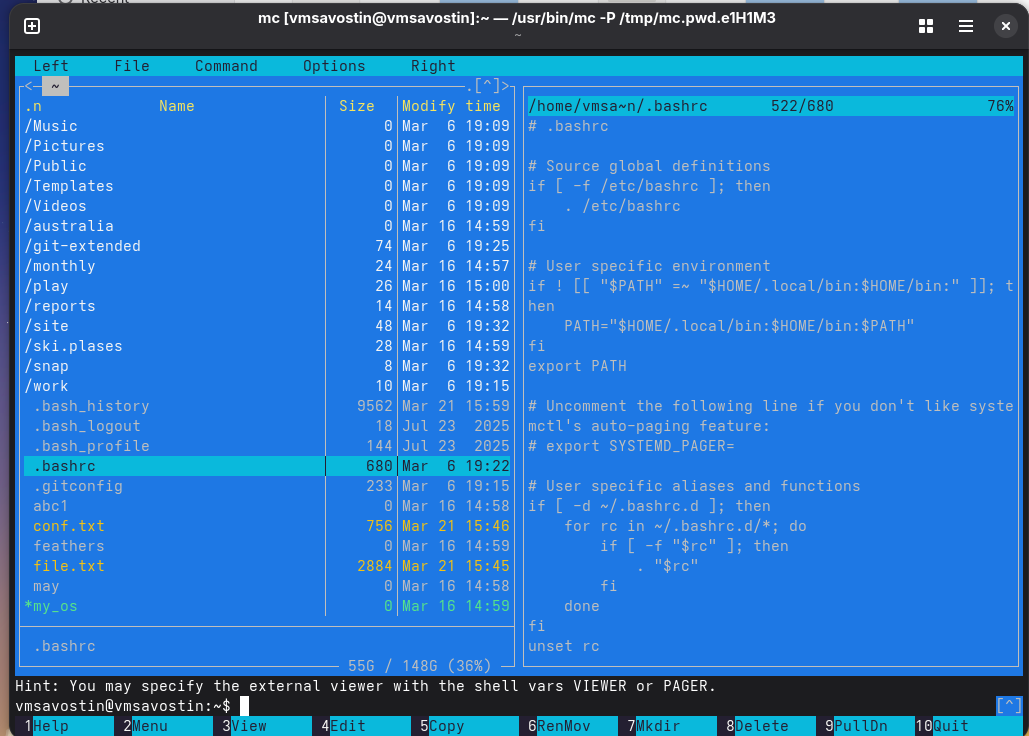 mc [vmsavostin@vmsavostin]:~ — /usr/bin/mc -P /tmp/mc.pwd.e1H1M3
~
Left File Command Options Right
<─ ~ .[^]>
.n Name Size Modify time
/Music 0 Mar 6 19:09
/Pictures 0 Mar 6 19:09
/Public 0 Mar 6 19:09
/Templates 0 Mar 6 19:09
/Videos 0 Mar 6 19:09
/australia 0 Mar 16 14:59
/git-extended 74 Mar 6 19:25
/monthly 24 Mar 16 14:57
/play 26 Mar 16 15:00
/reports 14 Mar 16 14:58
/site 48 Mar 6 19:32
/ski.plases 28 Mar 16 14:59
/snap 8 Mar 6 19:32
/work 10 Mar 6 19:15
.bash_history 9562 Mar 21 15:59
.bash_logout 18 Jul 23 2025
.bash_profile 144 Jul 23 2025
.bashrc 680 Mar 6 19:22
.gitconfig 233 Mar 6 19:15
abc1 0 Mar 16 14:58
conf.txt 756 Mar 21 15:46
feathers 0 Mar 16 14:59
file.txt 2884 Mar 21 15:45
may 0 Mar 16 14:58
*my_os 0 Mar 16 14:59
.bashrc
55G / 148G (36%)
/home/vmsa~n/.bashrc 522/680 76%
# .bashrc
# Source global definitions
if [ -f /etc/bashrc ]; then
. /etc/bashrc
fi
# User specific environment
if ! [[ "$PATH" =~ "$HOME/.local/bin:$HOME/bin:" ]]; t
hen
PATH="$HOME/.local/bin:$HOME/bin:$PATH"
fi
export PATH
# Uncomment the following line if you don't like syste
mctl's auto-paging feature:
# export SYSTEMD_PAGER=
# User specific aliases and functions
if [ -d ~/.bashrc.d ]; then
for rc in ~/.bashrc.d/*; do
if [ -f "$rc" ]; then
. "$rc"
fi
done
fi
unset rc
Hint: You may specify the external viewer with the shell vars VIEWER or PAGER.
vmsavostin@vmsavostin:~$ [^]
1Help 2Menu 3View 4Edit 5Copy 6RenMov 7Mkdir 8Delete 9PullDn 10Quit